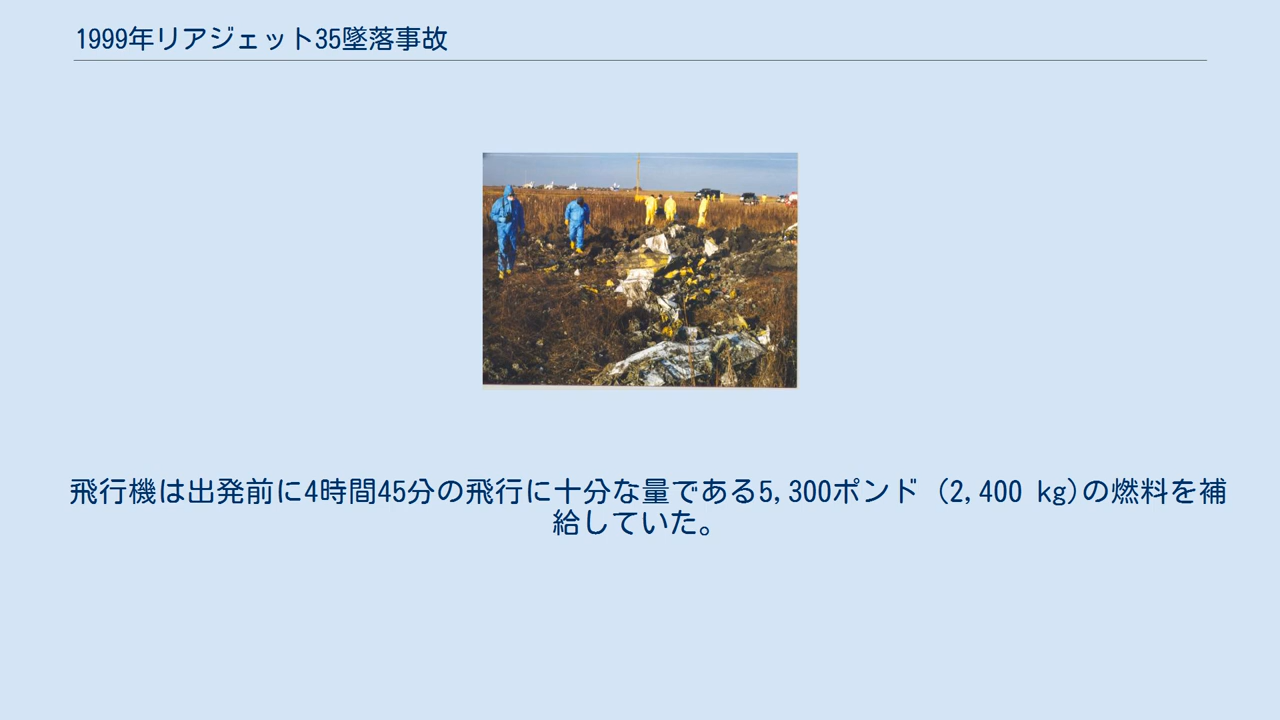 1999年リアジェット35墜落事故
飛行機は出発前に4時間45分の飛行に十分な量である5,300ポンド (2,400 kg)の燃料を補
給していた。